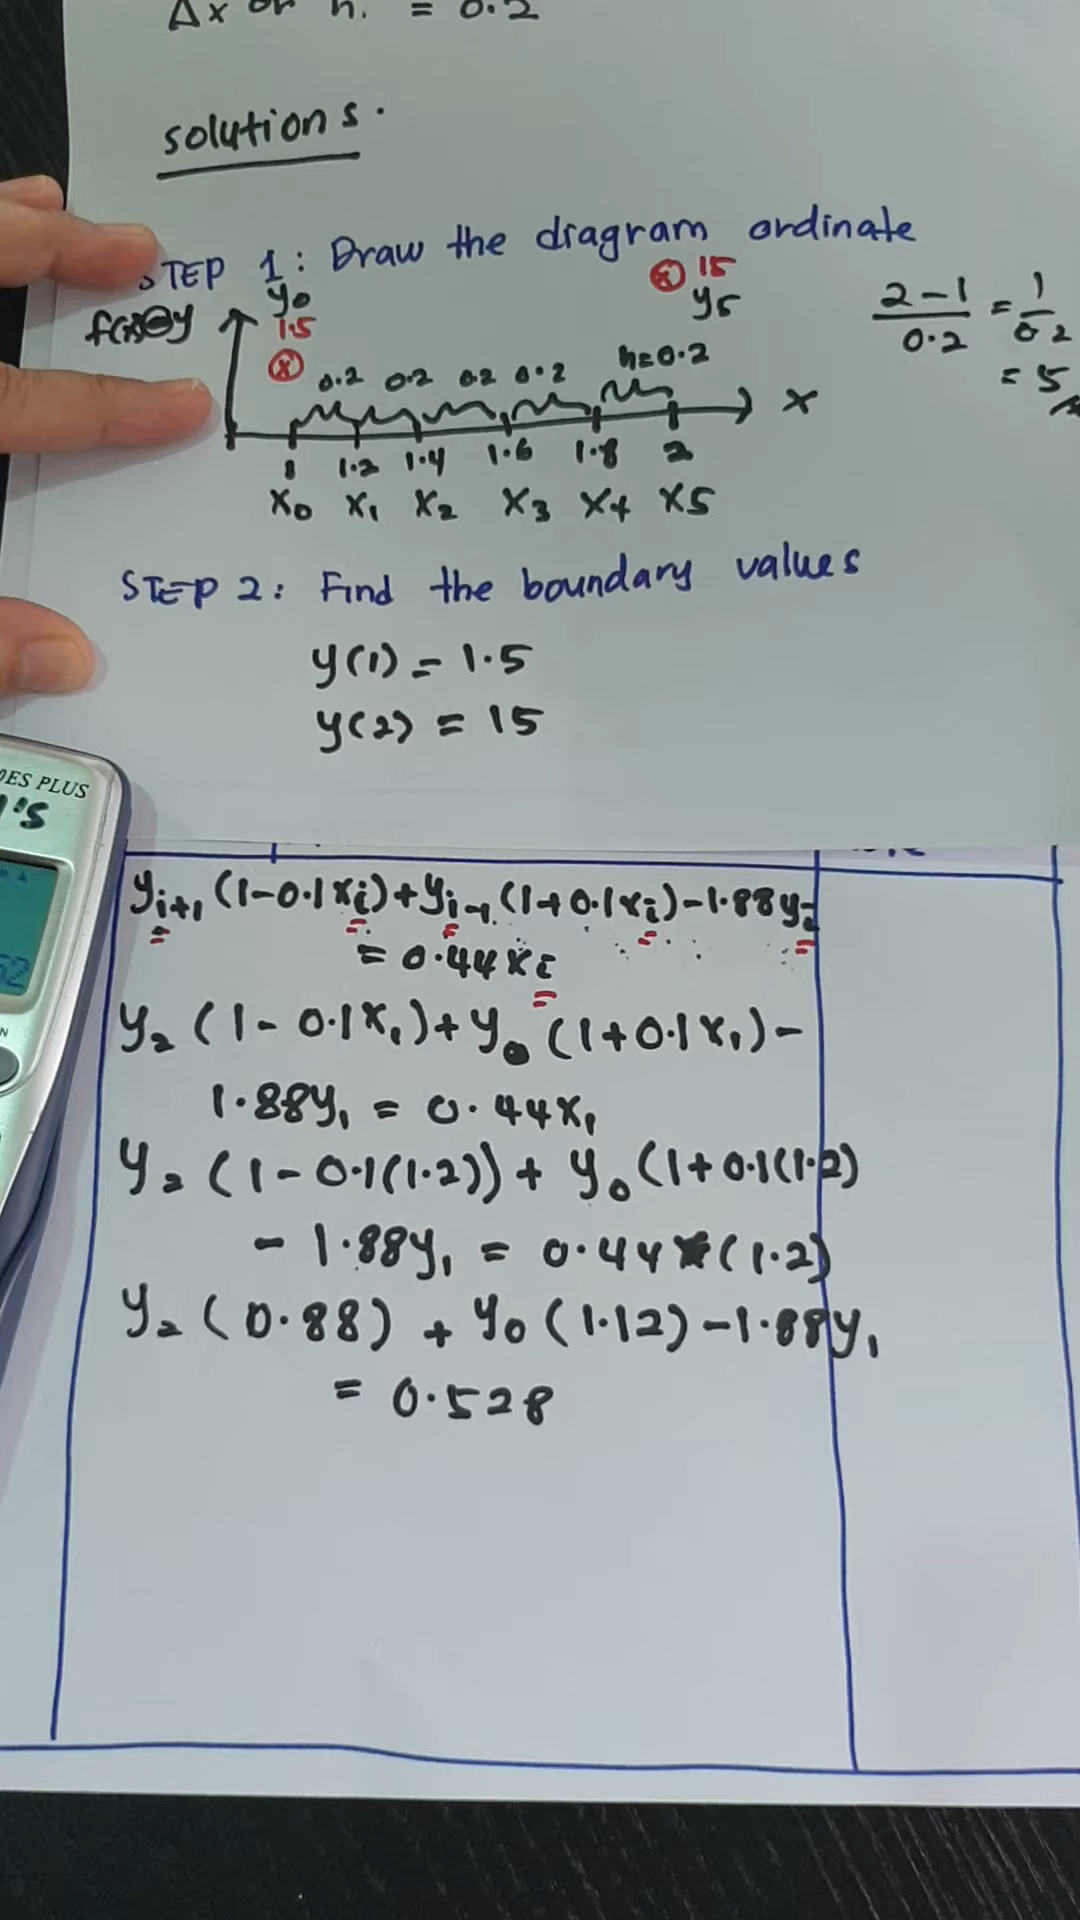 Δx or h. = 0.2
solutions.
STEP 1: Draw the diagram ordinate
y0
1.5
15
y5
2-1/0.2 = 1/0.2
= 5
0.2 0.2 0.2 0.2 h=0.2
x
1 1.2 1.4 1.6 1.8 2
x0 x1 x2 x3 x4 x5
STEP 2: Find the boundary values
y(1) = 1.5
y(2) = 15
ES PLUS
yi+1 (1-0.1xi)+yi-1 (1+0.1xi)-1.88yi
= 0.44xi
y2 (1-0.1x1)+y0 (1+0.1x1)-
1.88y1 = 0.44x1
y2 (1-0.1(1.2)) + y0 (1+0.1(1.2)
- 1.88y1 = 0.44 (1.2)
y2 (0.88) + y0 (1.12) -1.88y1
= 0.528